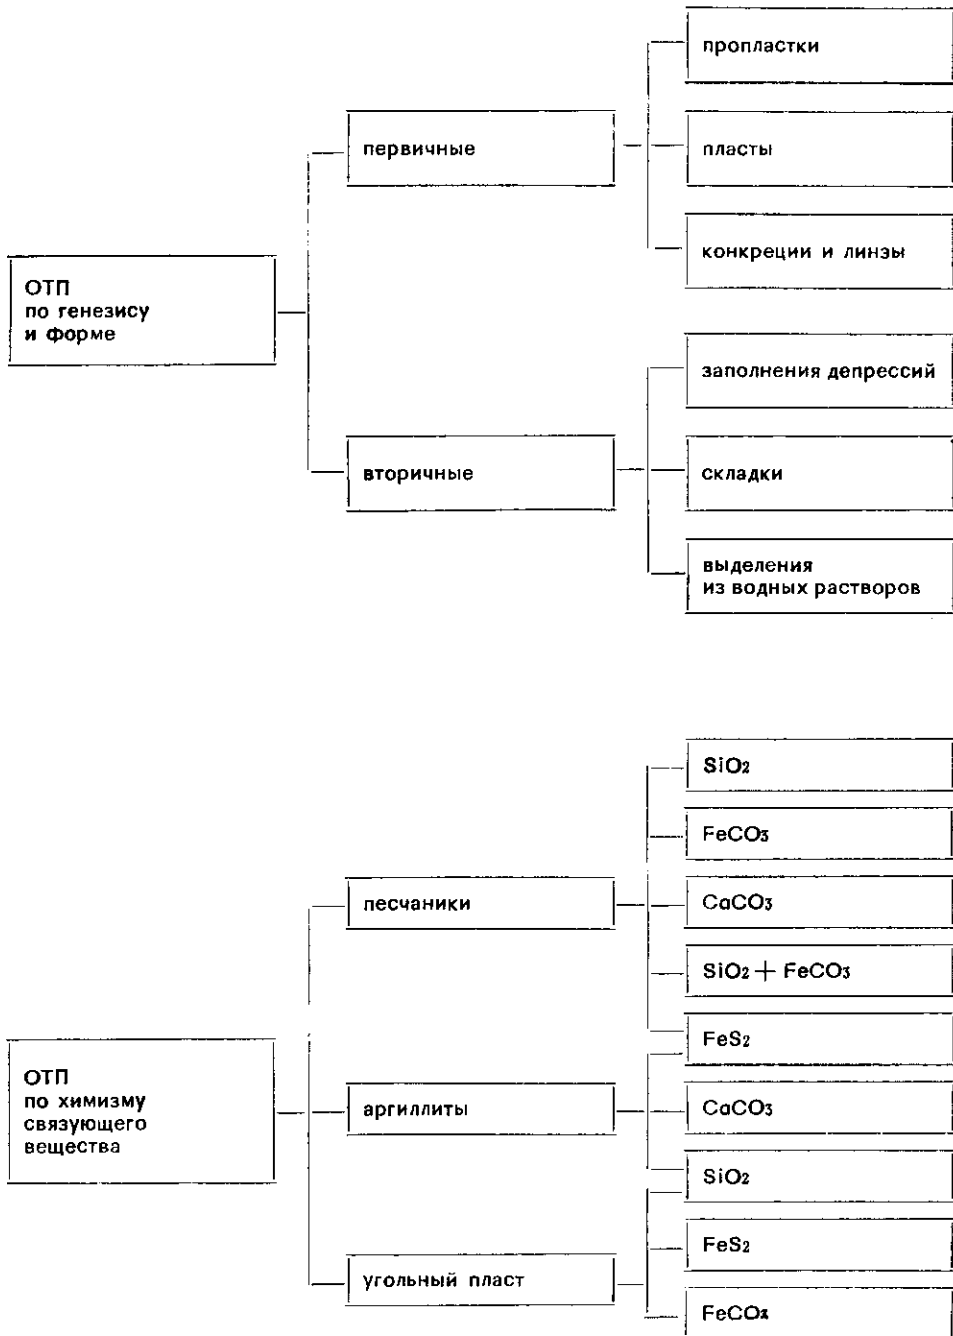 пропластки
первичные
пласты
конкреции и линзы
ОТП
по генезису
и форме
заполнения депрессий
вторичные
складки
выделения
из водных растворов
SiO2
FeCO3
песчаники
CaCO3
SiO2 + FeCO3
FeS2
ОТП
по химизму
связующего
вещества
аргиллиты
CaCO3
SiO2
FeS2
угольный пласт
FeCO3